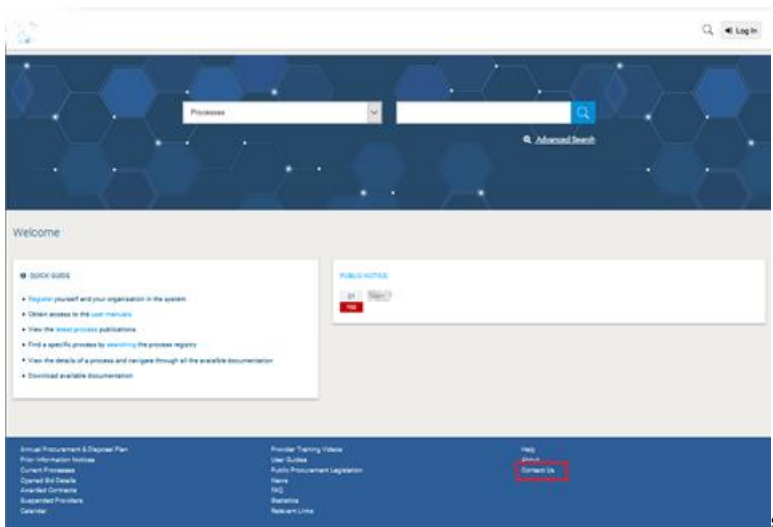 Log In
Processes
Advanced Search
Welcome
QUICK GUIDE
Register yourself and your organisation in the system
Obtain access to the user manuals
View the latest process publications
Find a specific process by searching the process registry
View the details of a process and navigate through all the available documentation
Download available documentation
PUBLIC NOTICE
Annual Procurement & Disposal Plan
Prior Information Notices
Current Processes
Opened Bid Details
Awarded Contracts
Suspended Providers
Calendar
Provider Training Videos
User Guides
Public Procurement Legislation
News
FAQ
Statistics
Relevant Links
Help
About
Contact Us